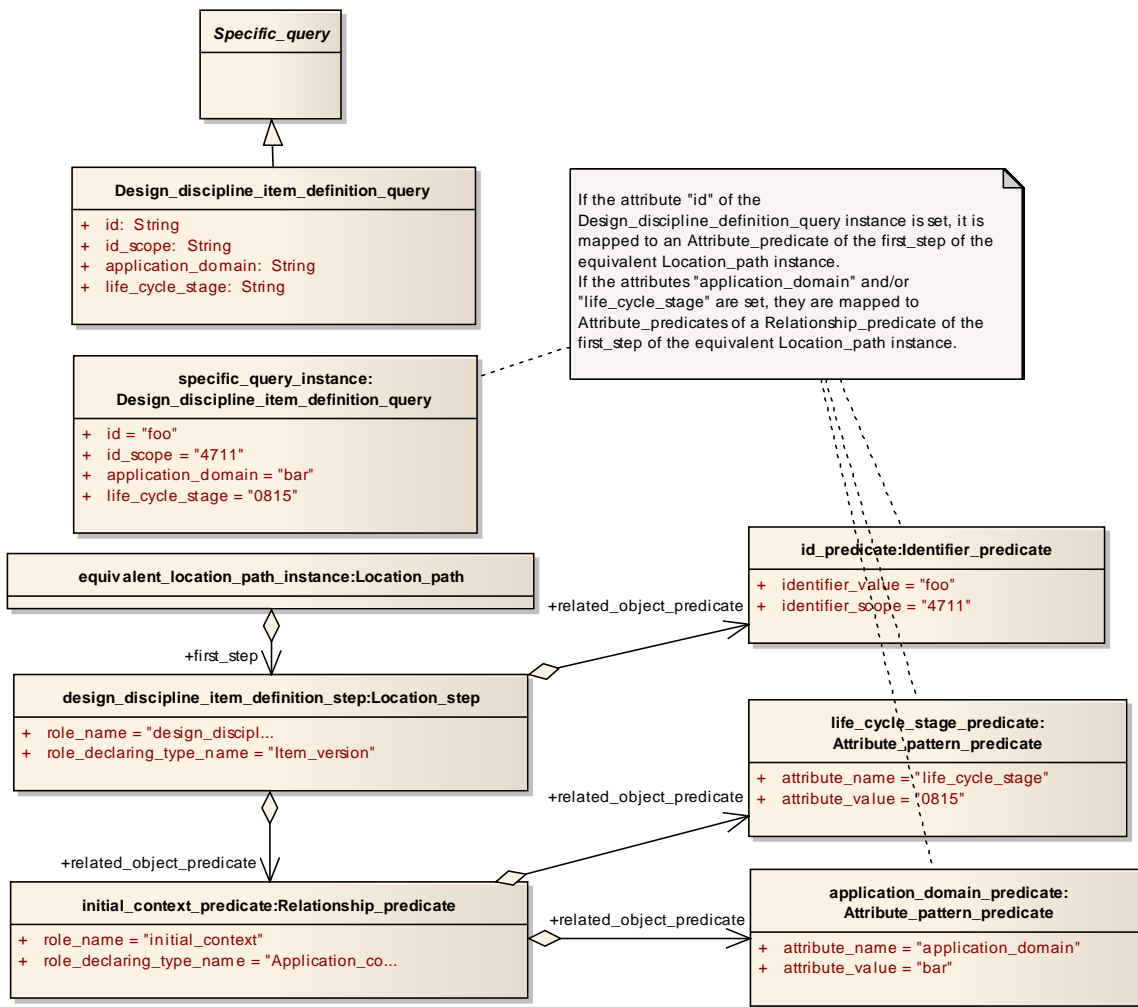 Specific_query
Design_discipline_item_definition_query
+ id: String
+ id_scope: String
+ application_domain: String
+ life_cycle_stage: String
If the attribute "id" of the
Design_discipline_definition_query instance is set, it is
mapped to an Attribute_predicate of the first_step of the
equivalent Location_path instance.
If the attributes "application_domain" and/or
"life_cycle_stage" are set, they are mapped to
Attribute_predicates of a Relationship_predicate of the
first_step of the equivalent Location_path instance.
specific_query_instance:
Design_discipline_item_definition_query
+ id = "foo"
+ id_scope = "4711"
+ application_domain = "bar"
+ life_cycle_stage = "0815"
equivalent_location_path_instance:Location_path
+first_step
id_predicate:Identifier_predicate
+ identifier_value = "foo"
+ identifier_scope = "4711"
+related_object_predicate
design_discipline_item_definition_step:Location_step
+ role_name = "design_discipl...
+ role_declaring_type_name = "Item_version"
+related_object_predicate
life_cycle_stage_predicate:
Attribute_pattern_predicate
+ attribute_name = "life_cycle_stage"
+ attribute_value = "0815"
+related_object_predicate
initial_context_predicate:Relationship_predicate
+ role_name = "initial_context"
+ role_declaring_type_name = "Application_co...
+related_object_predicate
application_domain_predicate:
Attribute_pattern_predicate
+ attribute_name = "application_domain"
+ attribute_value = "bar"